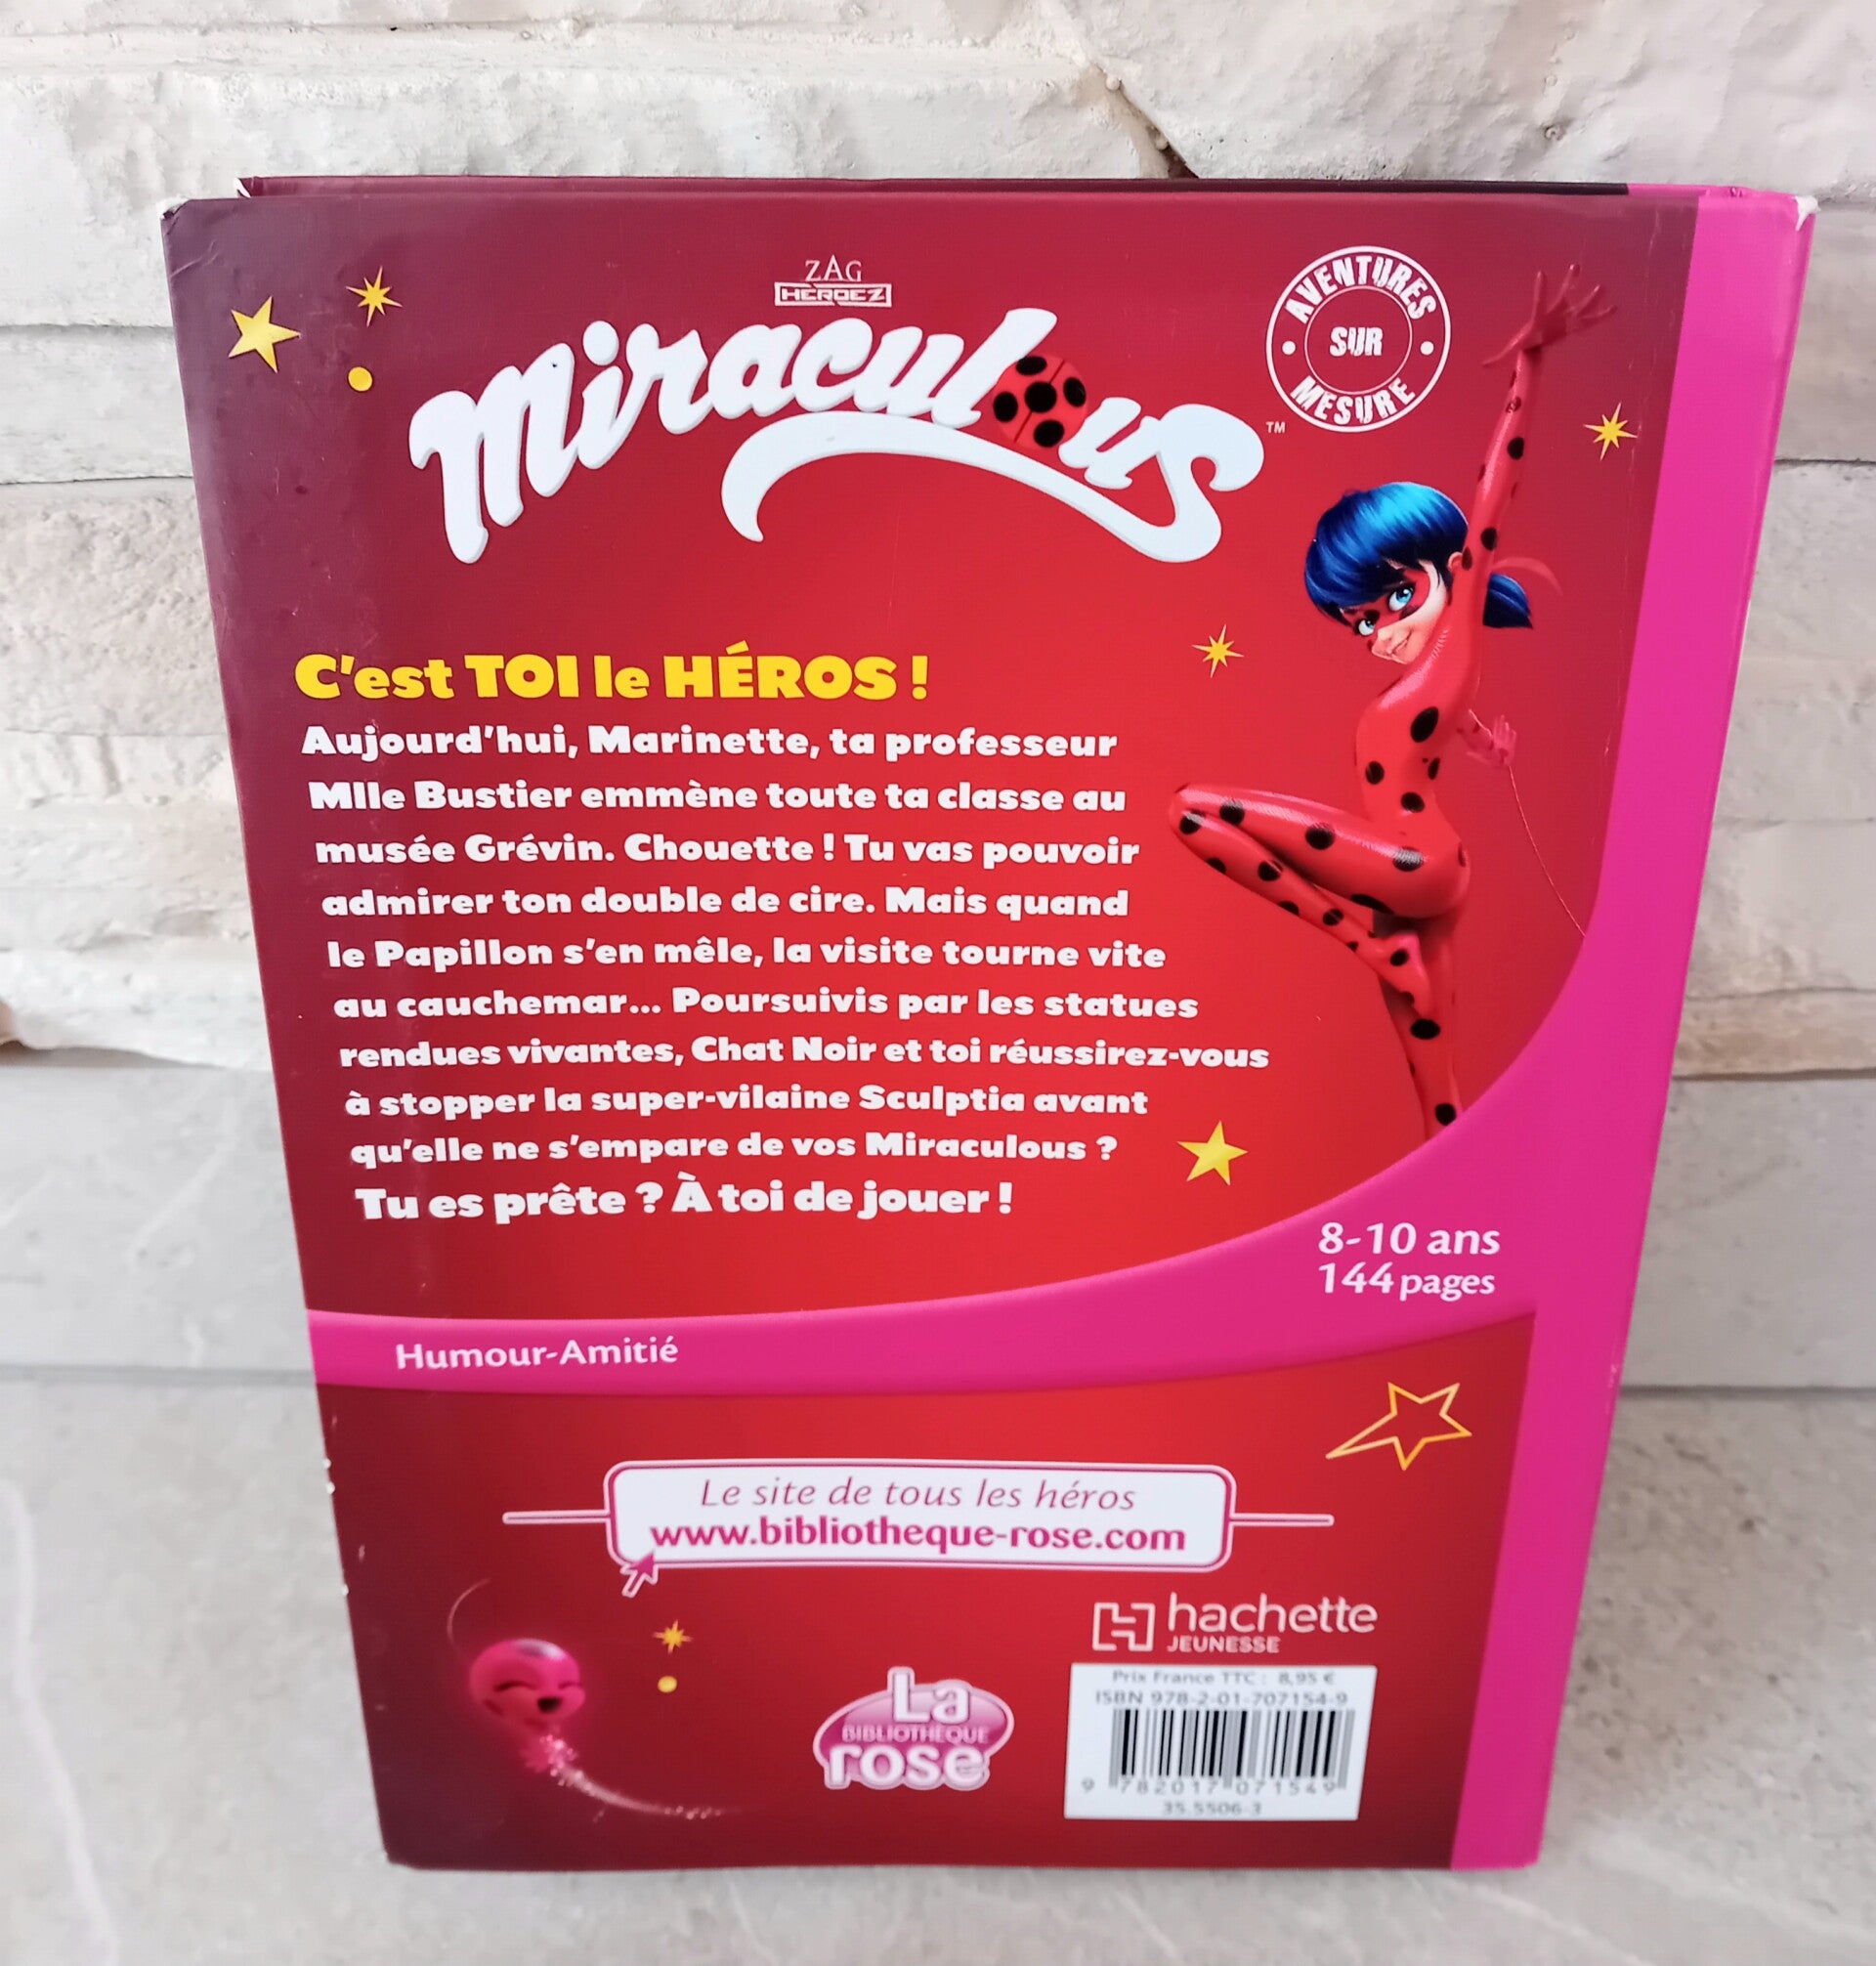 ZAG
HEROEZ
Miraculous
TM
AVENTURES
SUR
MESURE
C'est TOI le HÉROS !
Aujourd'hui, Marinette, ta professeur
Mlle Bustier emmène toute ta classe au
musée Grévin. Chouette ! Tu vas pouvoir
admirer ton double de cire. Mais quand
le Papillon s'en mêle, la visite tourne vite
au cauchemar... Poursuivis par les statues
rendues vivantes, Chat Noir et toi réussirez-vous
à stopper la super-vilaine Sculptia avant
qu'elle ne s'empare de vos Miraculous ?
Tu es prête ? À toi de jouer !
8-10 ans
144 pages
Humour-Amitié
Le site de tous les héros
www.bibliotheque-rose.com
hachette
JEUNESSE
La
BIBLIOTHÈQUE
rose
Prix France TTC : 8,95 €
ISBN 978-2-01-707154-9
9 782017 071549
35.5506-3